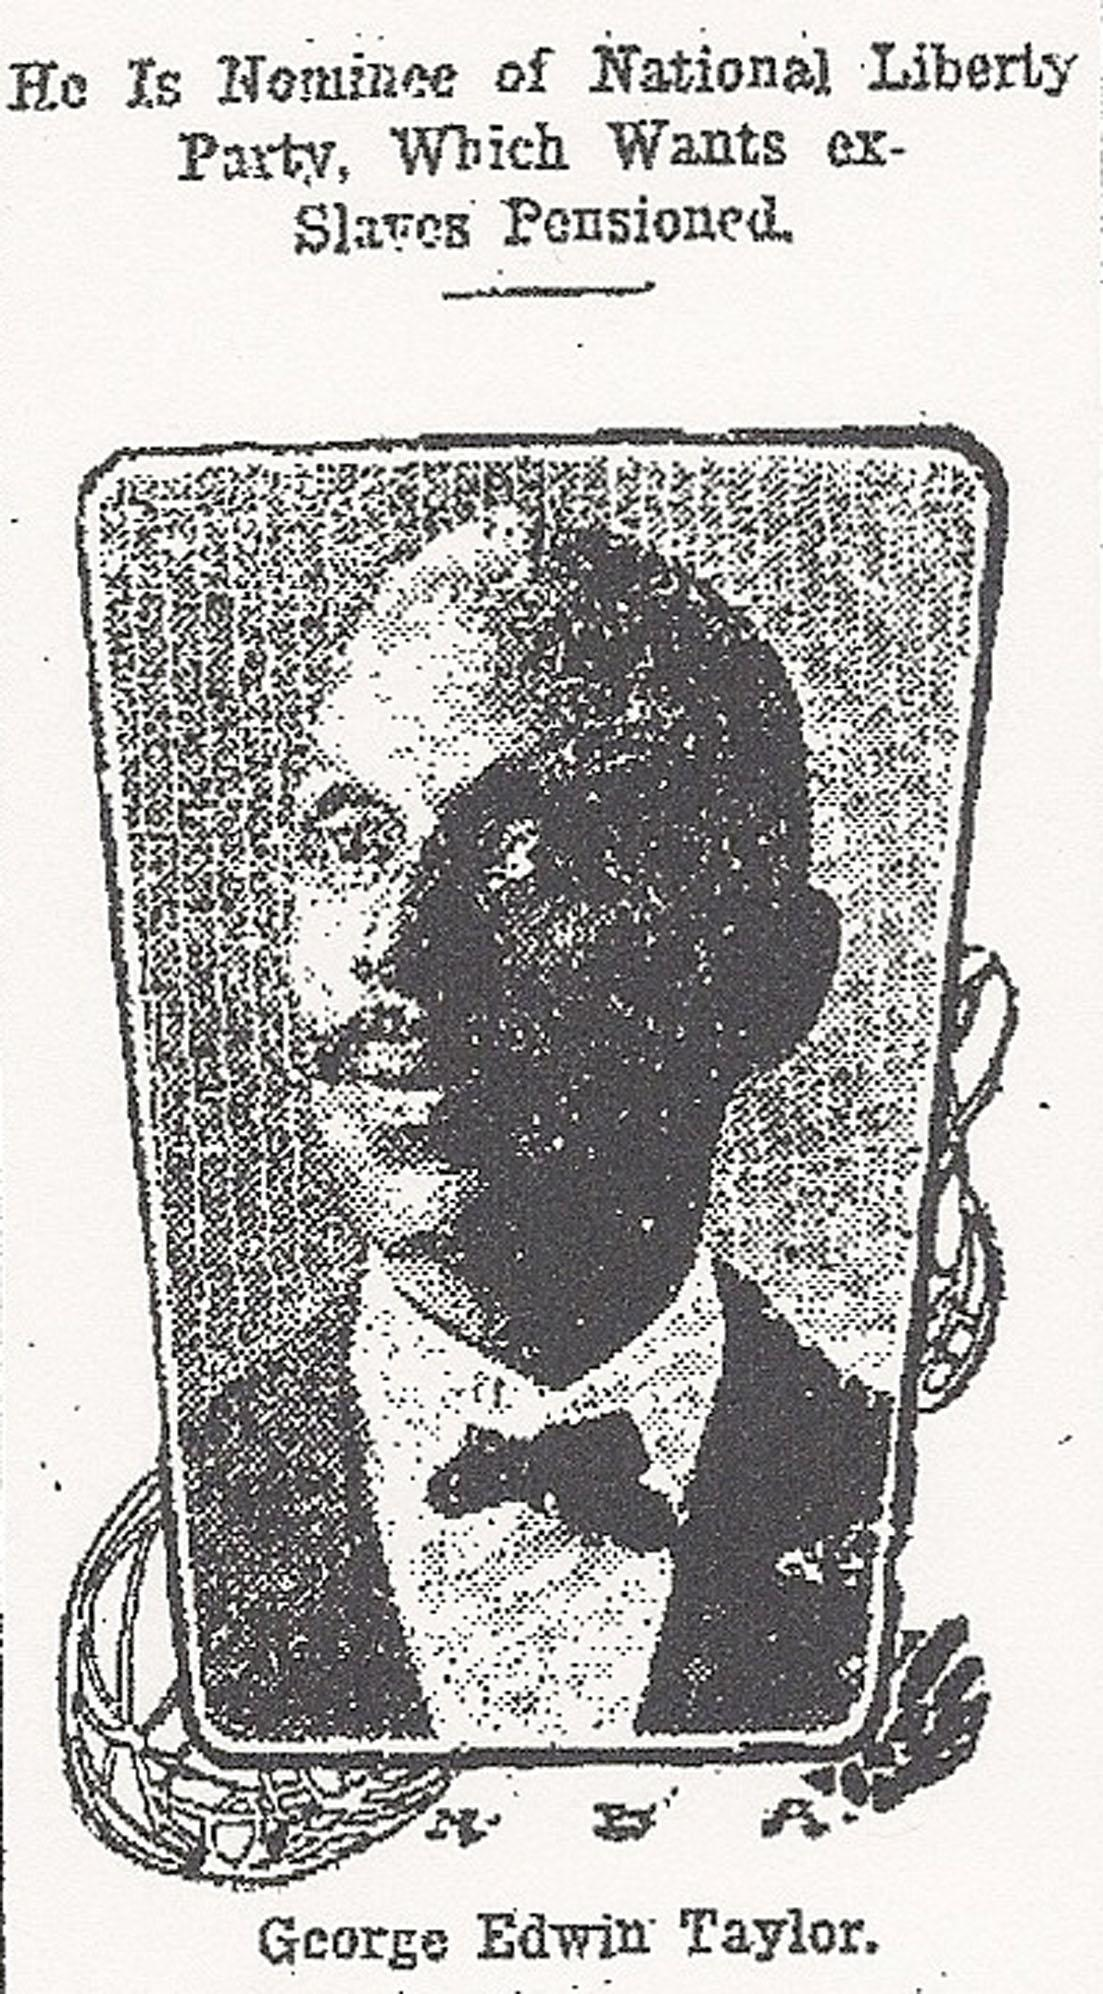 He Is Nominee of National Liberty
Party, Which Wants ex-
Slaves Pensioned.
George Edwin Taylor.